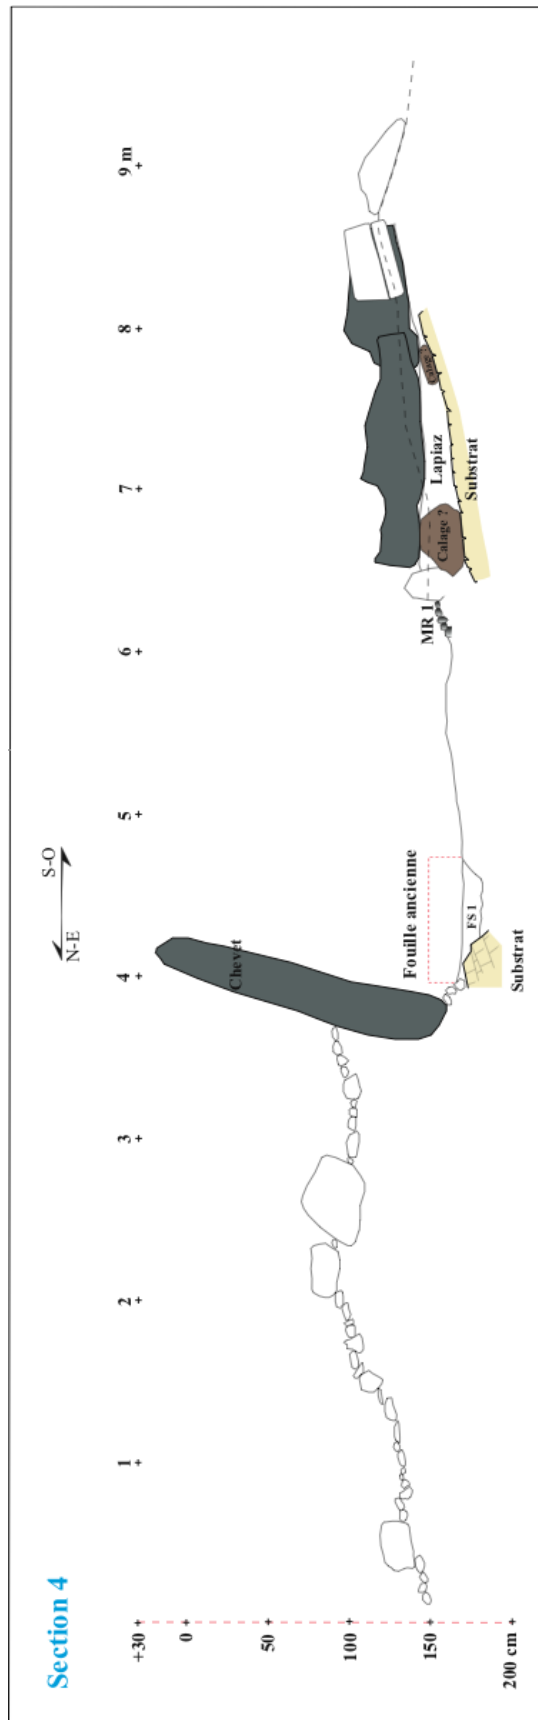 Section 4
N-E
S-O
1
2
3
4
5
6
7
8
9 m
+30
0
50
100
150
200 cm
Chevet
Fouille ancienne
FS 1
Substrat
MR 1
Calage ?
Lapiaz
Substrat
Calage ?